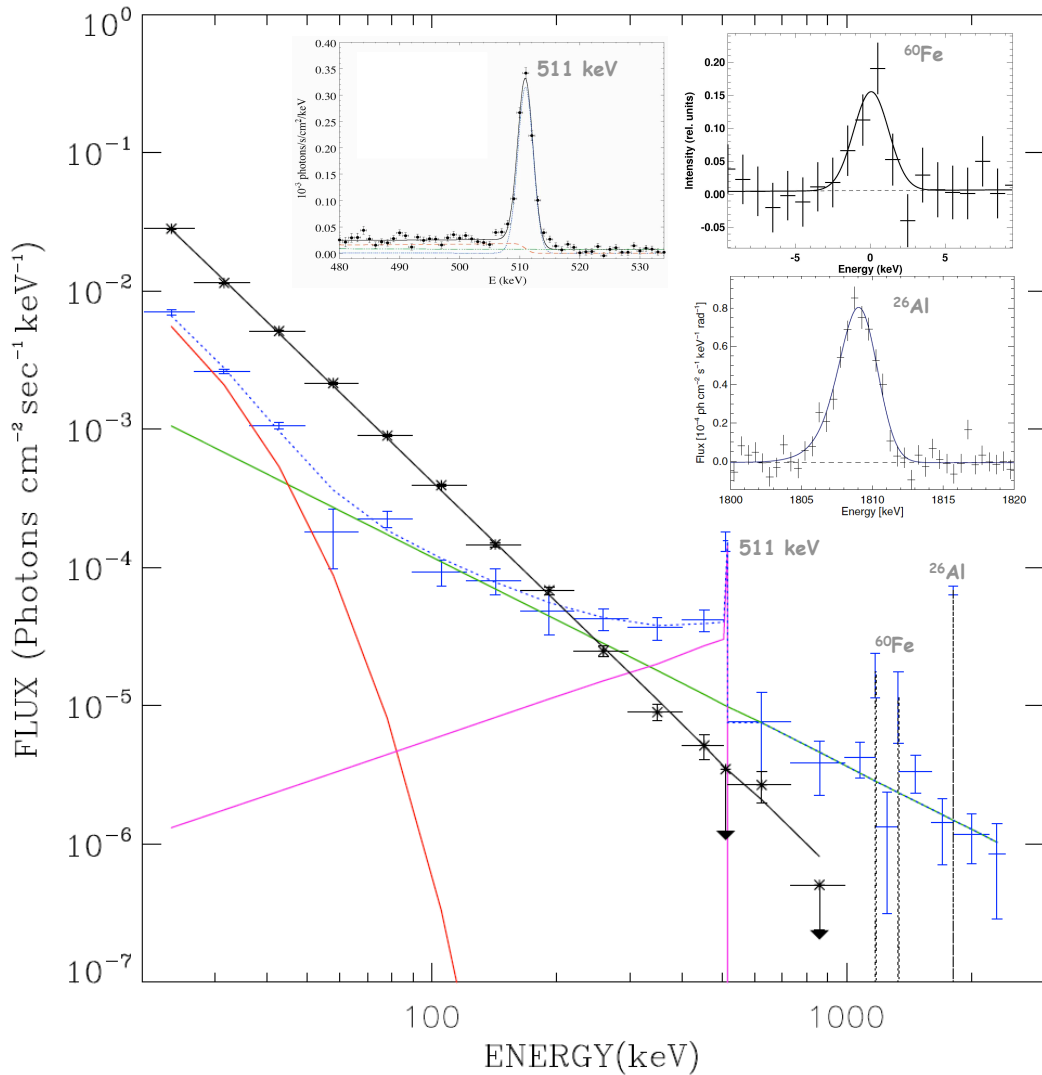 FLUX (Photons cm⁻² sec⁻¹ keV⁻¹)
10⁰
10⁻¹
10⁻²
10⁻³
10⁻⁴
10⁻⁵
10⁻⁶
10⁻⁷
100
1000
ENERGY(keV)
511 keV
10⁻³ photons/s/cm²/keV
0.40
0.35
0.30
0.25
0.20
0.15
0.10
0.05
0.00
480 490 500 510 520 530
E (keV)
⁶⁰Fe
Intensity (rel. units)
0.20
0.15
0.10
0.05
0.00
-0.05
-5 0 5
Energy (keV)
²⁶Al
Flux [10⁻⁴ ph cm⁻² s⁻¹ keV⁻¹ rad⁻¹]
0.8
0.6
0.4
0.2
0.0
1800 1805 1810 1815 1820
Energy [keV]
511 keV
⁶⁰Fe
²⁶Al